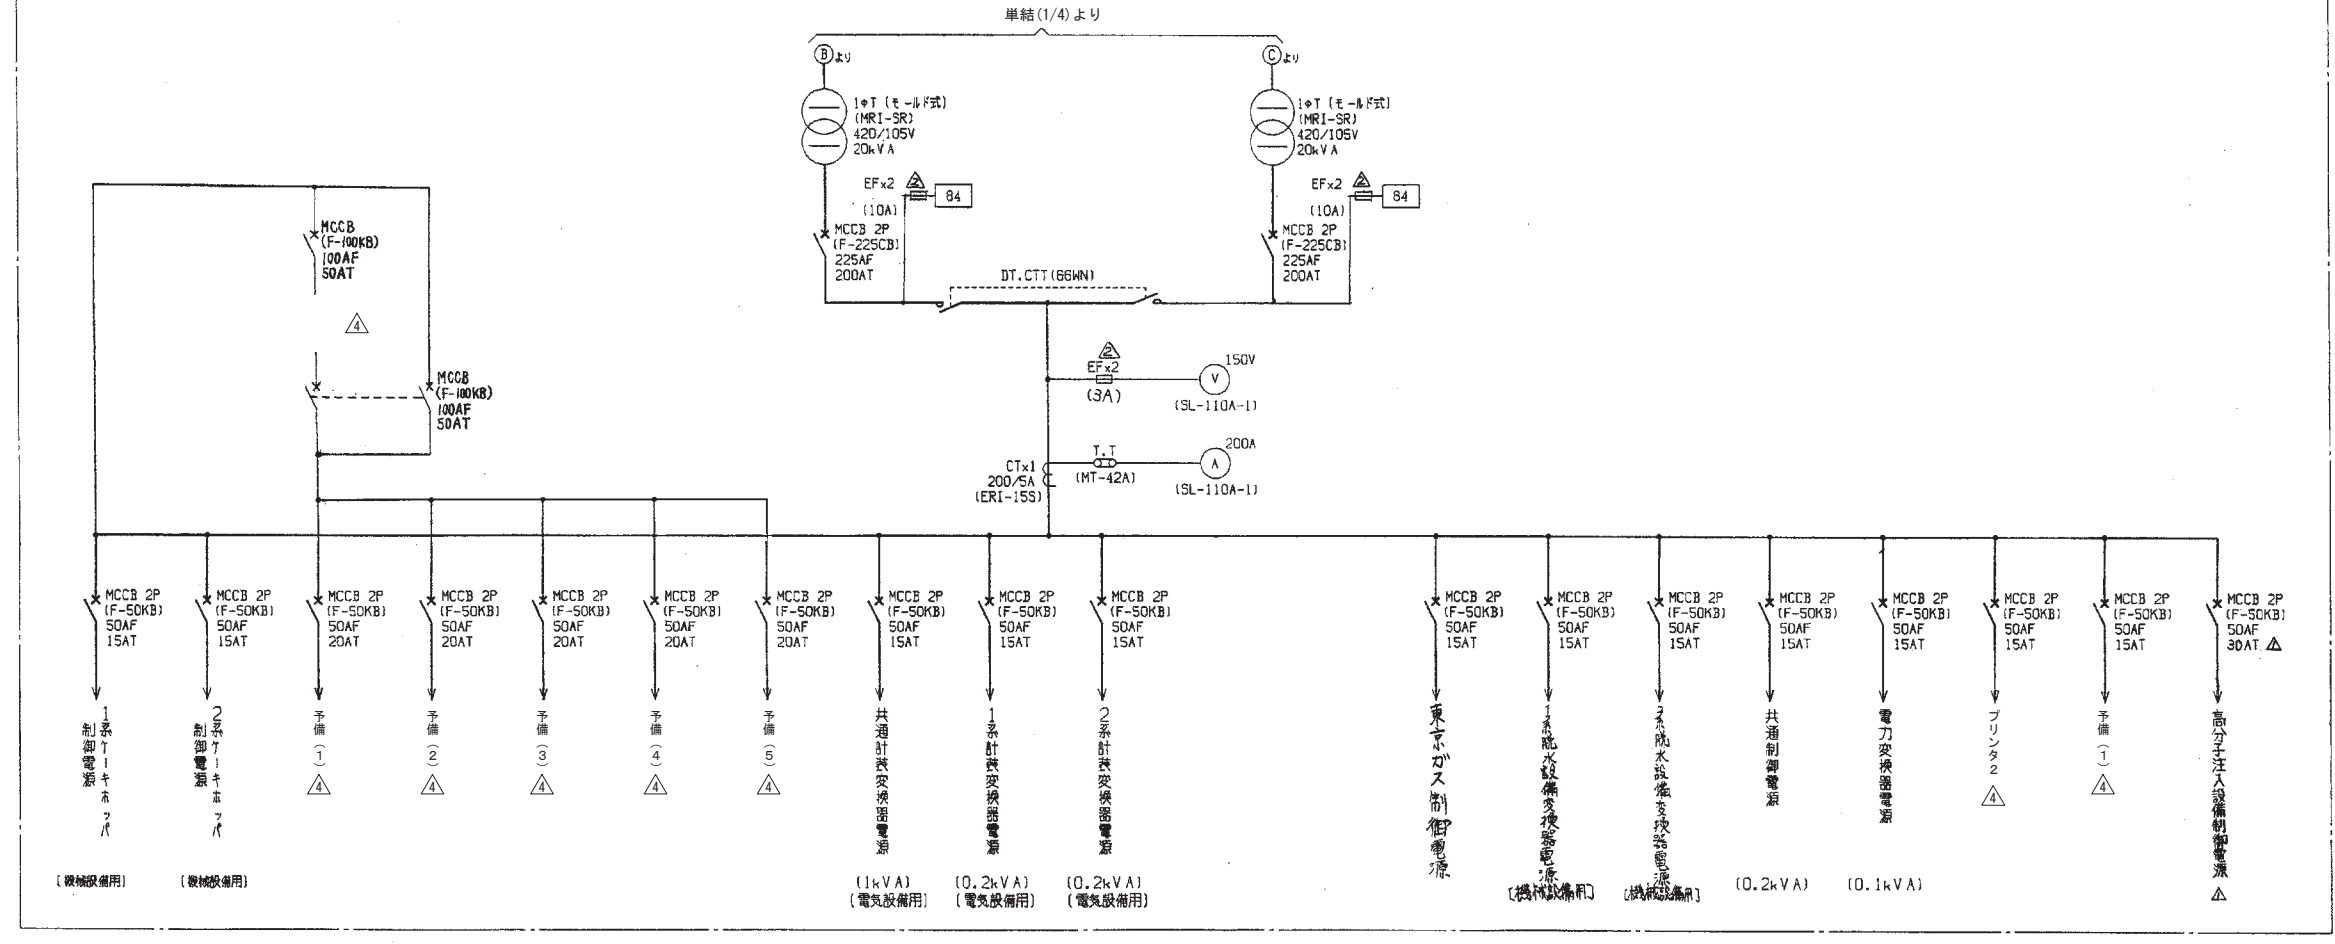 単結(1/4)より
Bより
Cより
1φT (モールド式)
(MRI-SR)
420/105V
20kVA
1φT (モールド式)
(MRI-SR)
420/105V
20kVA
EFx2
2
84
(10A)
EFx2
2
84
(10A)
MCCB 2P
(F-225CB)
225AF
200AT
MCCB 2P
(F-225CB)
225AF
200AT
DT.CTT(66WN)
MCCB
(F-100KB)
100AF
50AT
4
MCCB
(F-100KB)
100AF
50AT
2
EFx2
(3A)
V
150V
(SL-110A-1)
CTx1
200/5A
(ERI-15S)
T.T
(MT-42A)
A
200A
(SL-110A-1)
MCCB 2P
(F-50KB)
50AF
15AT
MCCB 2P
(F-50KB)
50AF
15AT
MCCB 2P
(F-50KB)
50AF
20AT
MCCB 2P
(F-50KB)
50AF
20AT
MCCB 2P
(F-50KB)
50AF
20AT
MCCB 2P
(F-50KB)
50AF
20AT
MCCB 2P
(F-50KB)
50AF
20AT
MCCB 2P
(F-50KB)
50AF
15AT
MCCB 2P
(F-50KB)
50AF
15AT
MCCB 2P
(F-50KB)
50AF
15AT
MCCB 2P
(F-50KB)
50AF
15AT
MCCB 2P
(F-50KB)
50AF
15AT
MCCB 2P
(F-50KB)
50AF
15AT
MCCB 2P
(F-50KB)
50AF
15AT
MCCB 2P
(F-50KB)
50AF
15AT
MCCB 2P
(F-50KB)
50AF
15AT
MCCB 2P
(F-50KB)
50AF
15AT
MCCB 2P
(F-50KB)
50AF
30AT
1系ケーキホッパ
制御電源
(機械設備用)
2系ケーキホッパ
制御電源
(機械設備用)
予備(1)
4
予備(2)
4
予備(3)
4
予備(4)
4
予備(5)
4
共通計装変換器電源
(1kVA)
(電気設備用)
1系計装変換器電源
(0.2kVA)
(電気設備用)
2系計装変換器電源
(0.2kVA)
(電気設備用)
東京ガス制御電源
1系脱水設備変換器電源
(機械設備用)
2系脱水設備変換器電源
(機械設備用)
共通制御電源
(0.2kVA)
電力変換器電源
(0.1kVA)
プリンタ2
4
予備(1)
4
高分子注入設備制御電源